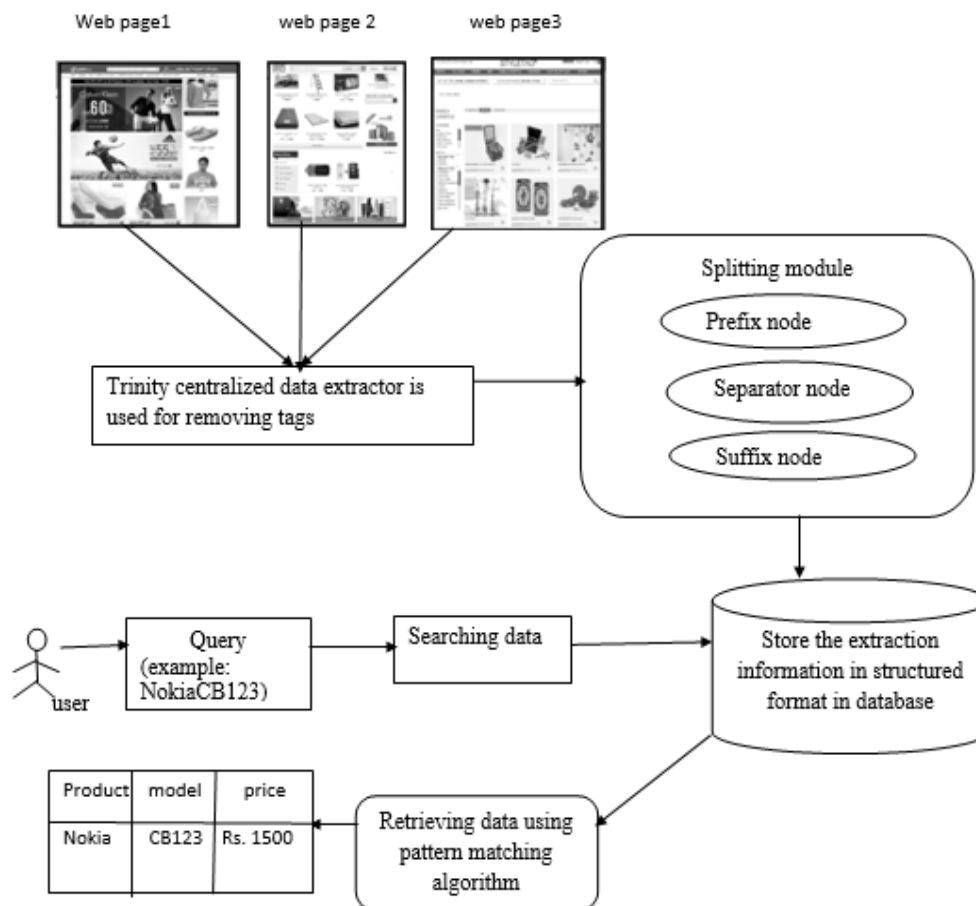 Web page1
web page 2
web page3
60
55
Splitting module
Prefix node
Separator node
Suffix node
Trinity centralized data extractor is
used for removing tags
user
Query
(example:
NokiaCB123)
Searching data
Store the extraction
information in structured
format in database
Product model price
Nokia CB123 Rs. 1500
Retrieving data using
pattern matching
algorithm